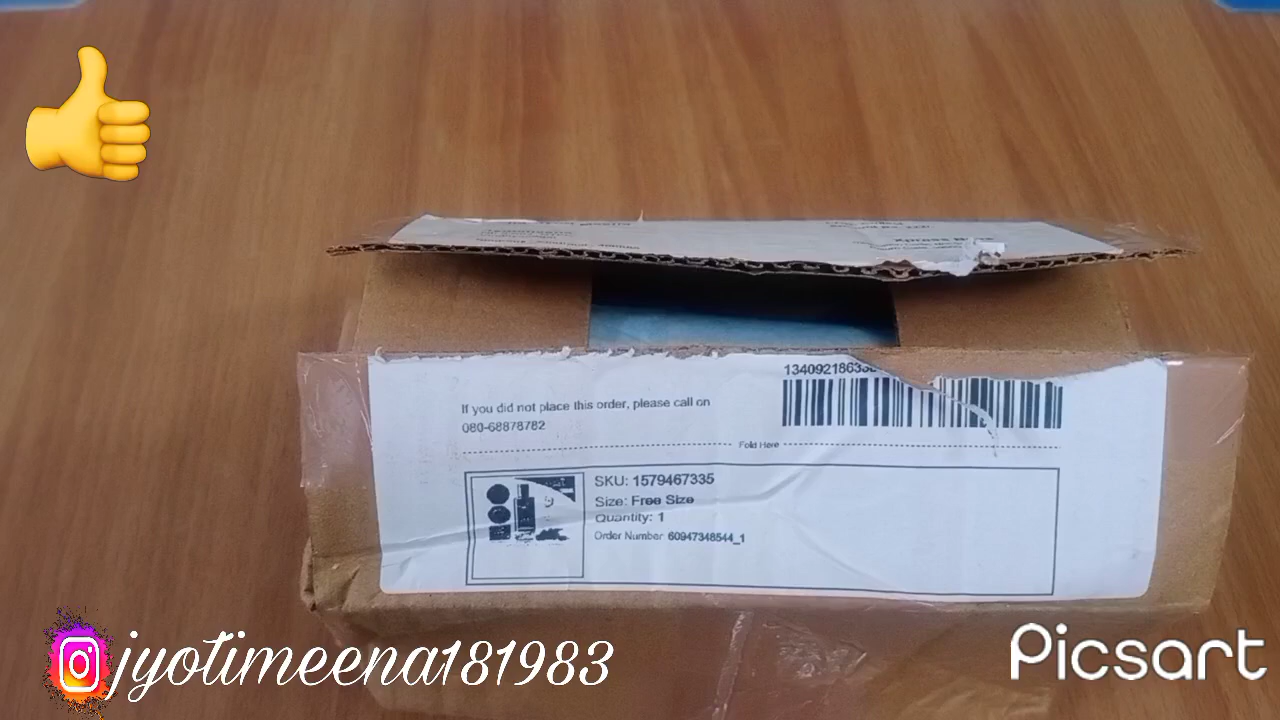 13409218633
If you did not place this order, please call on
080-68878782
Fold Here
SKU: 1579467335
Size: Free Size
Quantity: 1
Order Number 60947348544_1
jyotimeena181983
Picsart